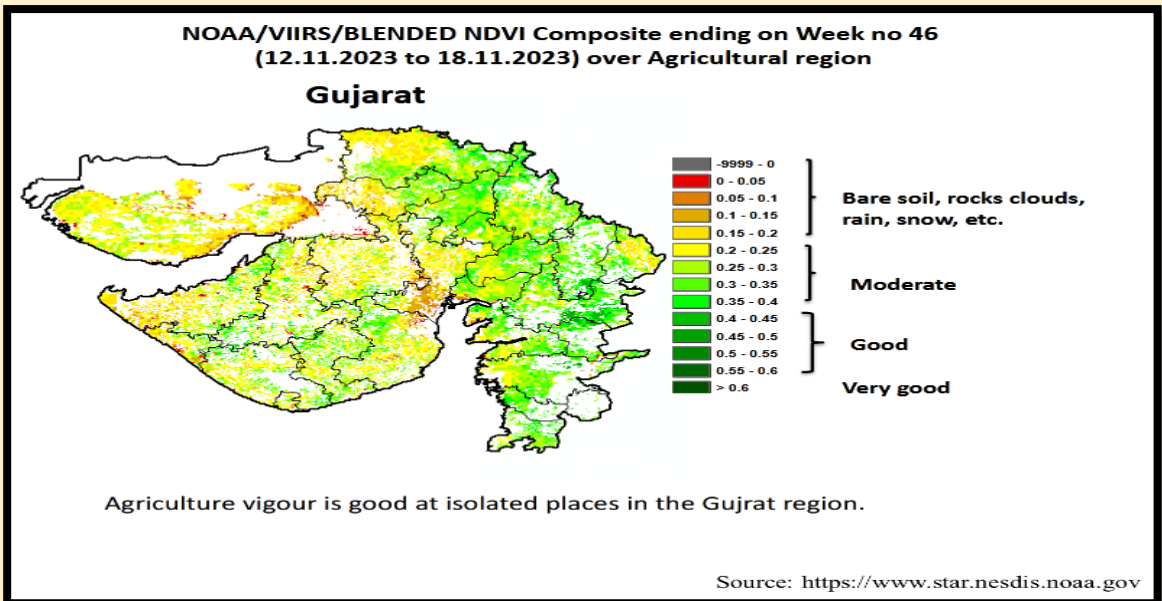 NOAA/VIIRS/BLENDED NDVI Composite ending on Week no 46
(12.11.2023 to 18.11.2023) over Agricultural region
Gujarat
-9999 - 0
0 - 0.05
0.05 - 0.1
0.1 - 0.15
0.15 - 0.2
0.2 - 0.25
0.25 - 0.3
0.3 - 0.35
0.35 - 0.4
0.4 - 0.45
0.45 - 0.5
0.5 - 0.55
0.55 - 0.6
> 0.6
Bare soil, rocks clouds,
rain, snow, etc.
Moderate
Good
Very good
Agriculture vigour is good at isolated places in the Gujrat region.
Source: https://www.star.nesdis.noaa.gov